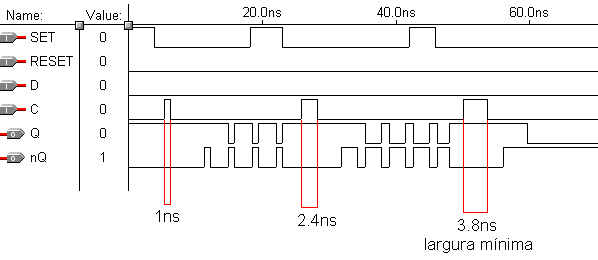 Name: Value: 20.0ns 40.0ns 60.0ns
SET 0
RESET 0
D 0
C 0
Q 0
nQ 1
1ns 2.4ns 3.8ns
largura mínima